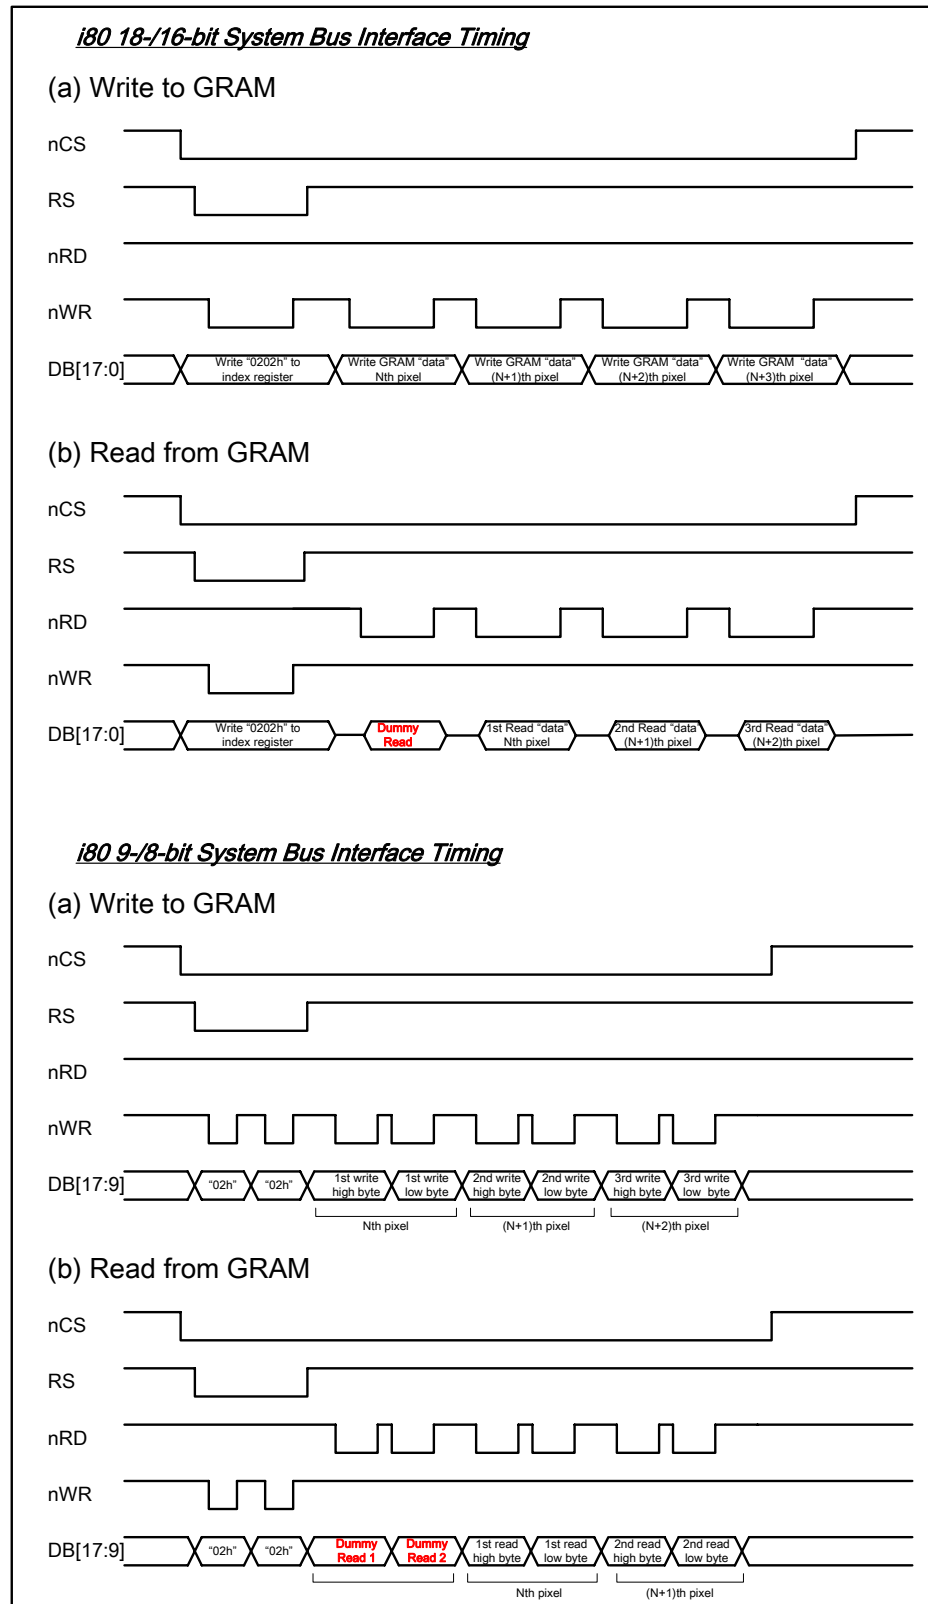 i80 18-/16-bit System Bus Interface Timing
(a) Write to GRAM
nCS
RS
nRD
nWR
DB[17:0]
Write “0202h” to
index register
Write GRAM “data”
Nth pixel
Write GRAM “data”
(N+1)th pixel
Write GRAM “data”
(N+2)th pixel
Write GRAM “data”
(N+3)th pixel
(b) Read from GRAM
nCS
RS
nRD
nWR
DB[17:0]
Write “0202h” to
index register
Dummy
Read
1st Read “data”
Nth pixel
2nd Read “data”
(N+1)th pixel
3rd Read “data”
(N+2)th pixel
i80 9-/8-bit System Bus Interface Timing
(a) Write to GRAM
nCS
RS
nRD
nWR
DB[17:9]
“02h”
“02h”
1st write
high byte
1st write
low byte
2nd write
high byte
2nd write
low byte
3rd write
high byte
3rd write
low byte
Nth pixel
(N+1)th pixel
(N+2)th pixel
(b) Read from GRAM
nCS
RS
nRD
nWR
DB[17:9]
“02h”
“02h”
Dummy
Read 1
Dummy
Read 2
1st read
high byte
1st read
low byte
2nd read
high byte
2nd read
low byte
Nth pixel
(N+1)th pixel